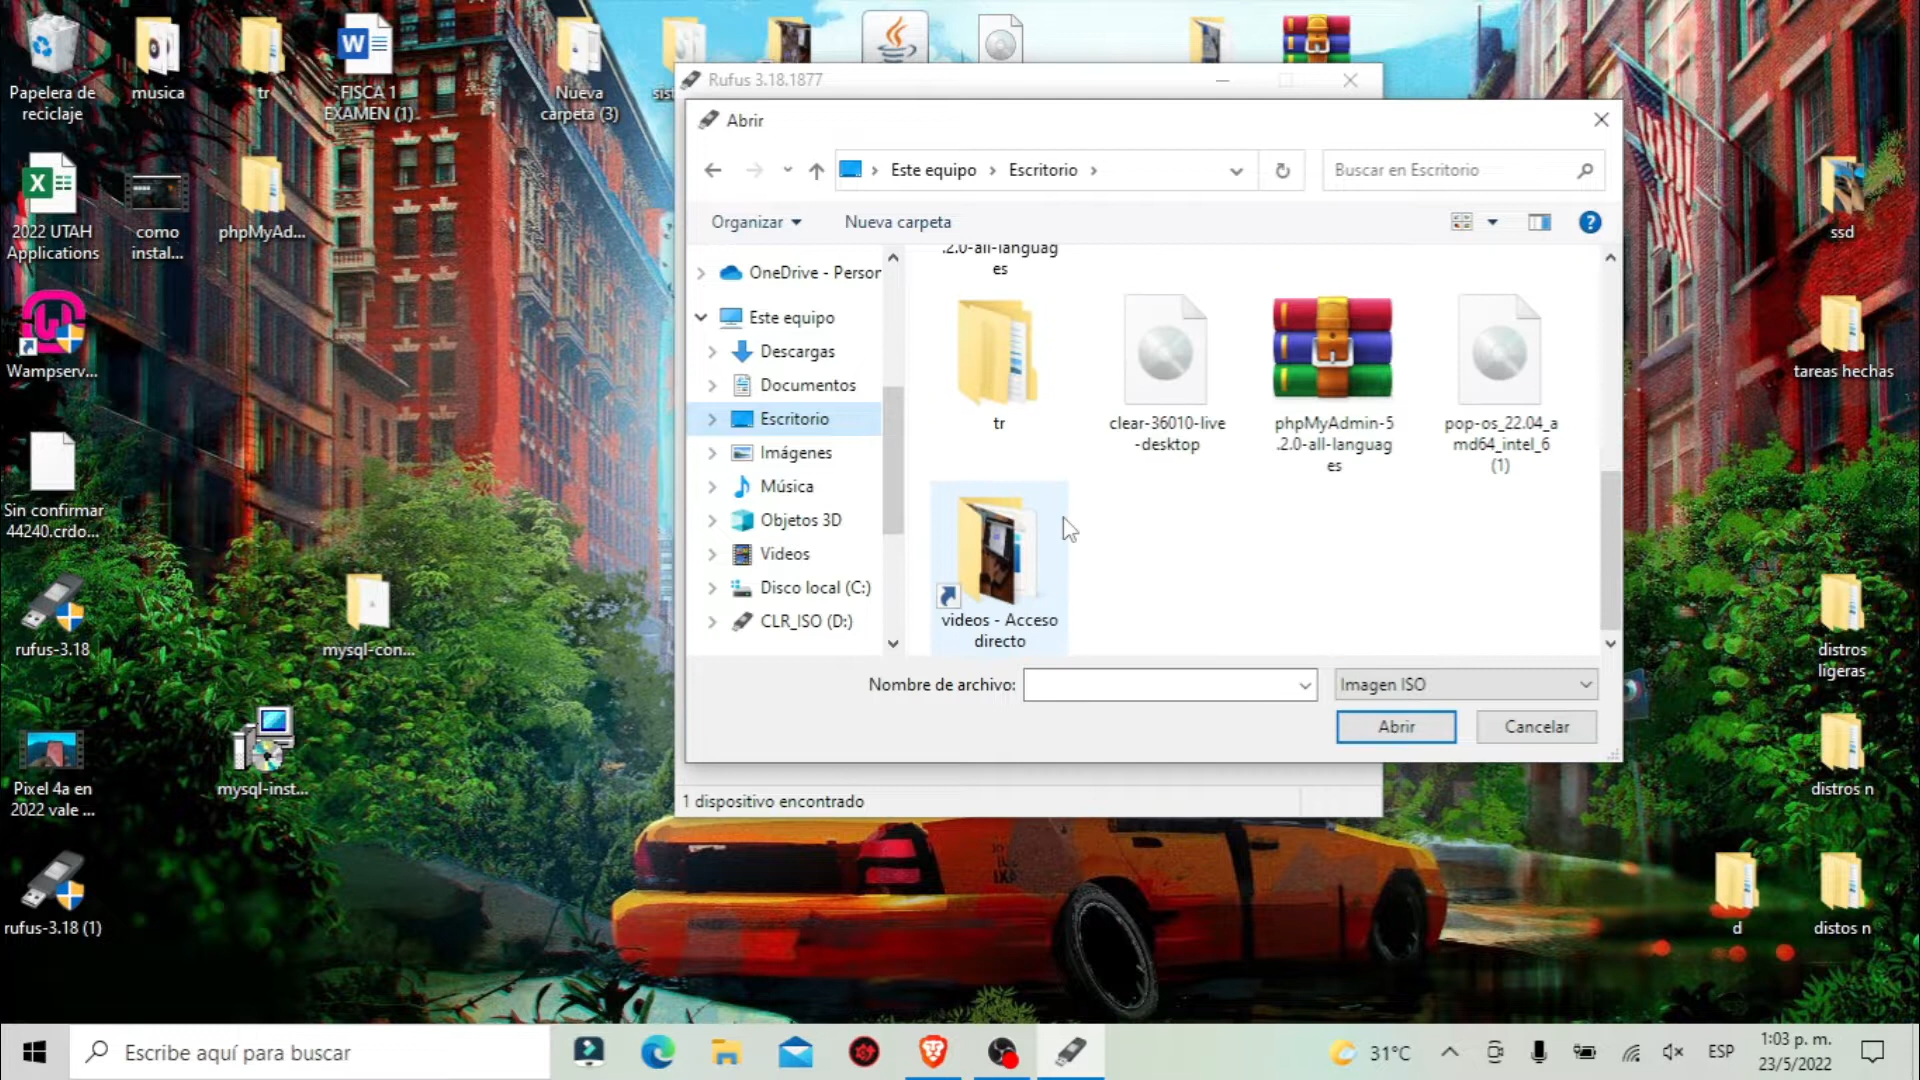 Papelera de
reciclaje
musica
tr
FISCA 1
EXAMEN (1)
Nueva
carpeta (3)
2022 UTAH
Applications
como
instal...
phpMyAd...
Wampserv...
Sin confirmar
44240.crdo...
rufus-3.18
mysql-con...
Pixel 4a en
2022 vale ...
mysql-inst...
rufus-3.18 (1)
Rufus 3.18.1877
Abrir
Este equipo
Escritorio
Buscar en Escritorio
Organizar
Nueva carpeta
OneDrive - Person
Este equipo
Descargas
Documentos
Escritorio
Imágenes
Música
Objetos 3D
Videos
Disco local (C:)
CLR_ISO (D:)
.2.0-all-languag
es
tr
clear-36010-live
-desktop
phpMyAdmin-5
.2.0-all-languag
es
pop-os_22.04_a
md64_intel_6
(1)
videos - Acceso
directo
Nombre de archivo:
Imagen ISO
Abrir
Cancelar
1 dispositivo encontrado
ssd
tareas hechas
distros
ligeras
distros n
d
distos n
Escribe aquí para buscar
31°C
ESP
1:03 p. m.
23/5/2022